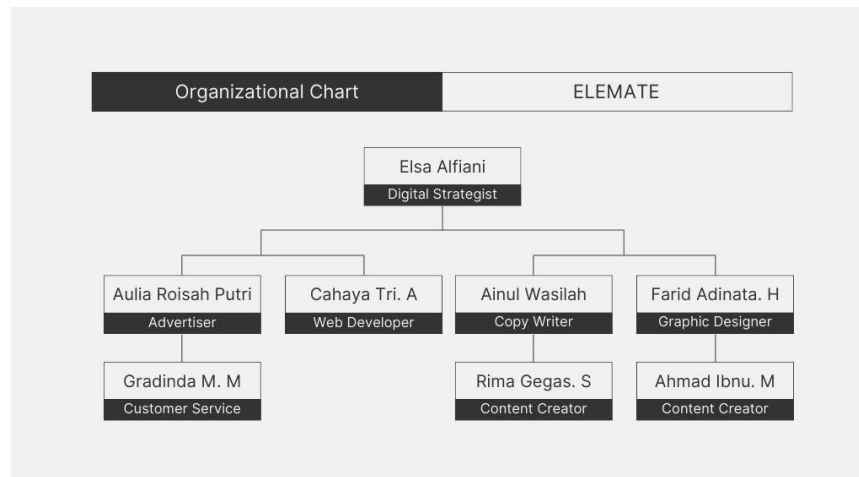 Organizational Chart
ELEMATE
Elsa Alfiani
Digital Strategist
Aulia Roisah Putri
Advertiser
Cahaya Tri. A
Web Developer
Ainul Wasilah
Copy Writer
Farid Adinata. H
Graphic Designer
Gradinda M. M
Customer Service
Rima Gegas. S
Content Creator
Ahmad Ibnu. M
Content Creator